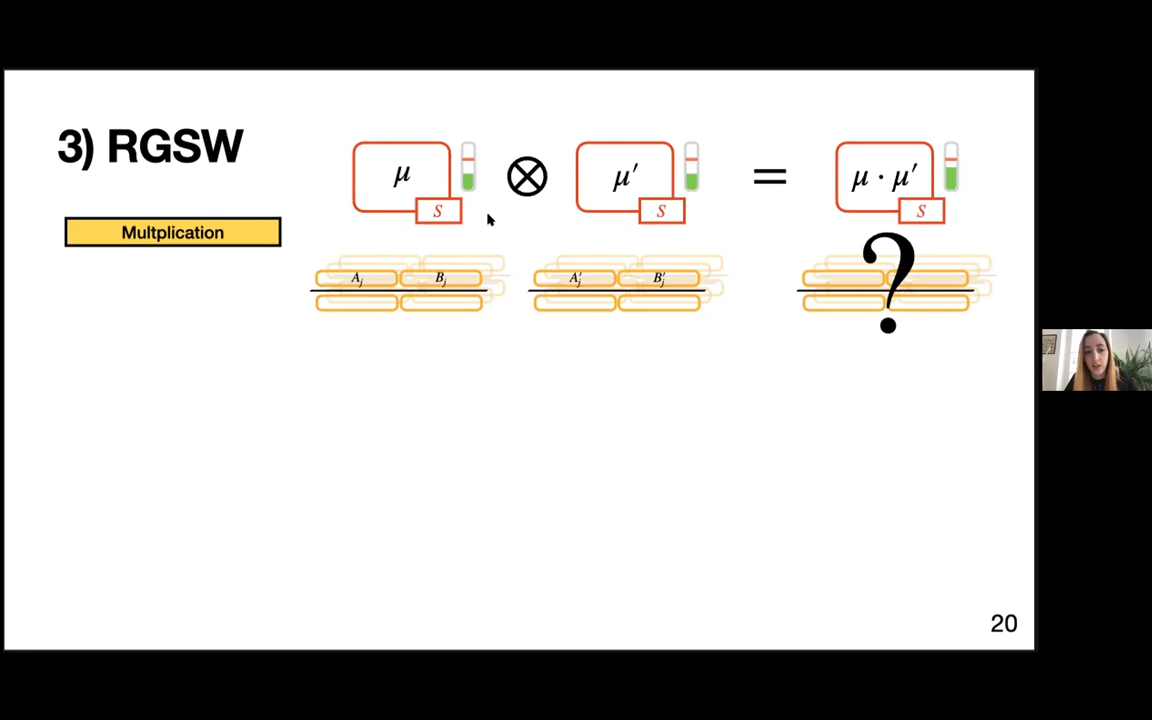 3) RGSW
Multplication
μ ⊗ μ′ = μ · μ′
S S S
A_j B_j A′_j B′_j ?
20